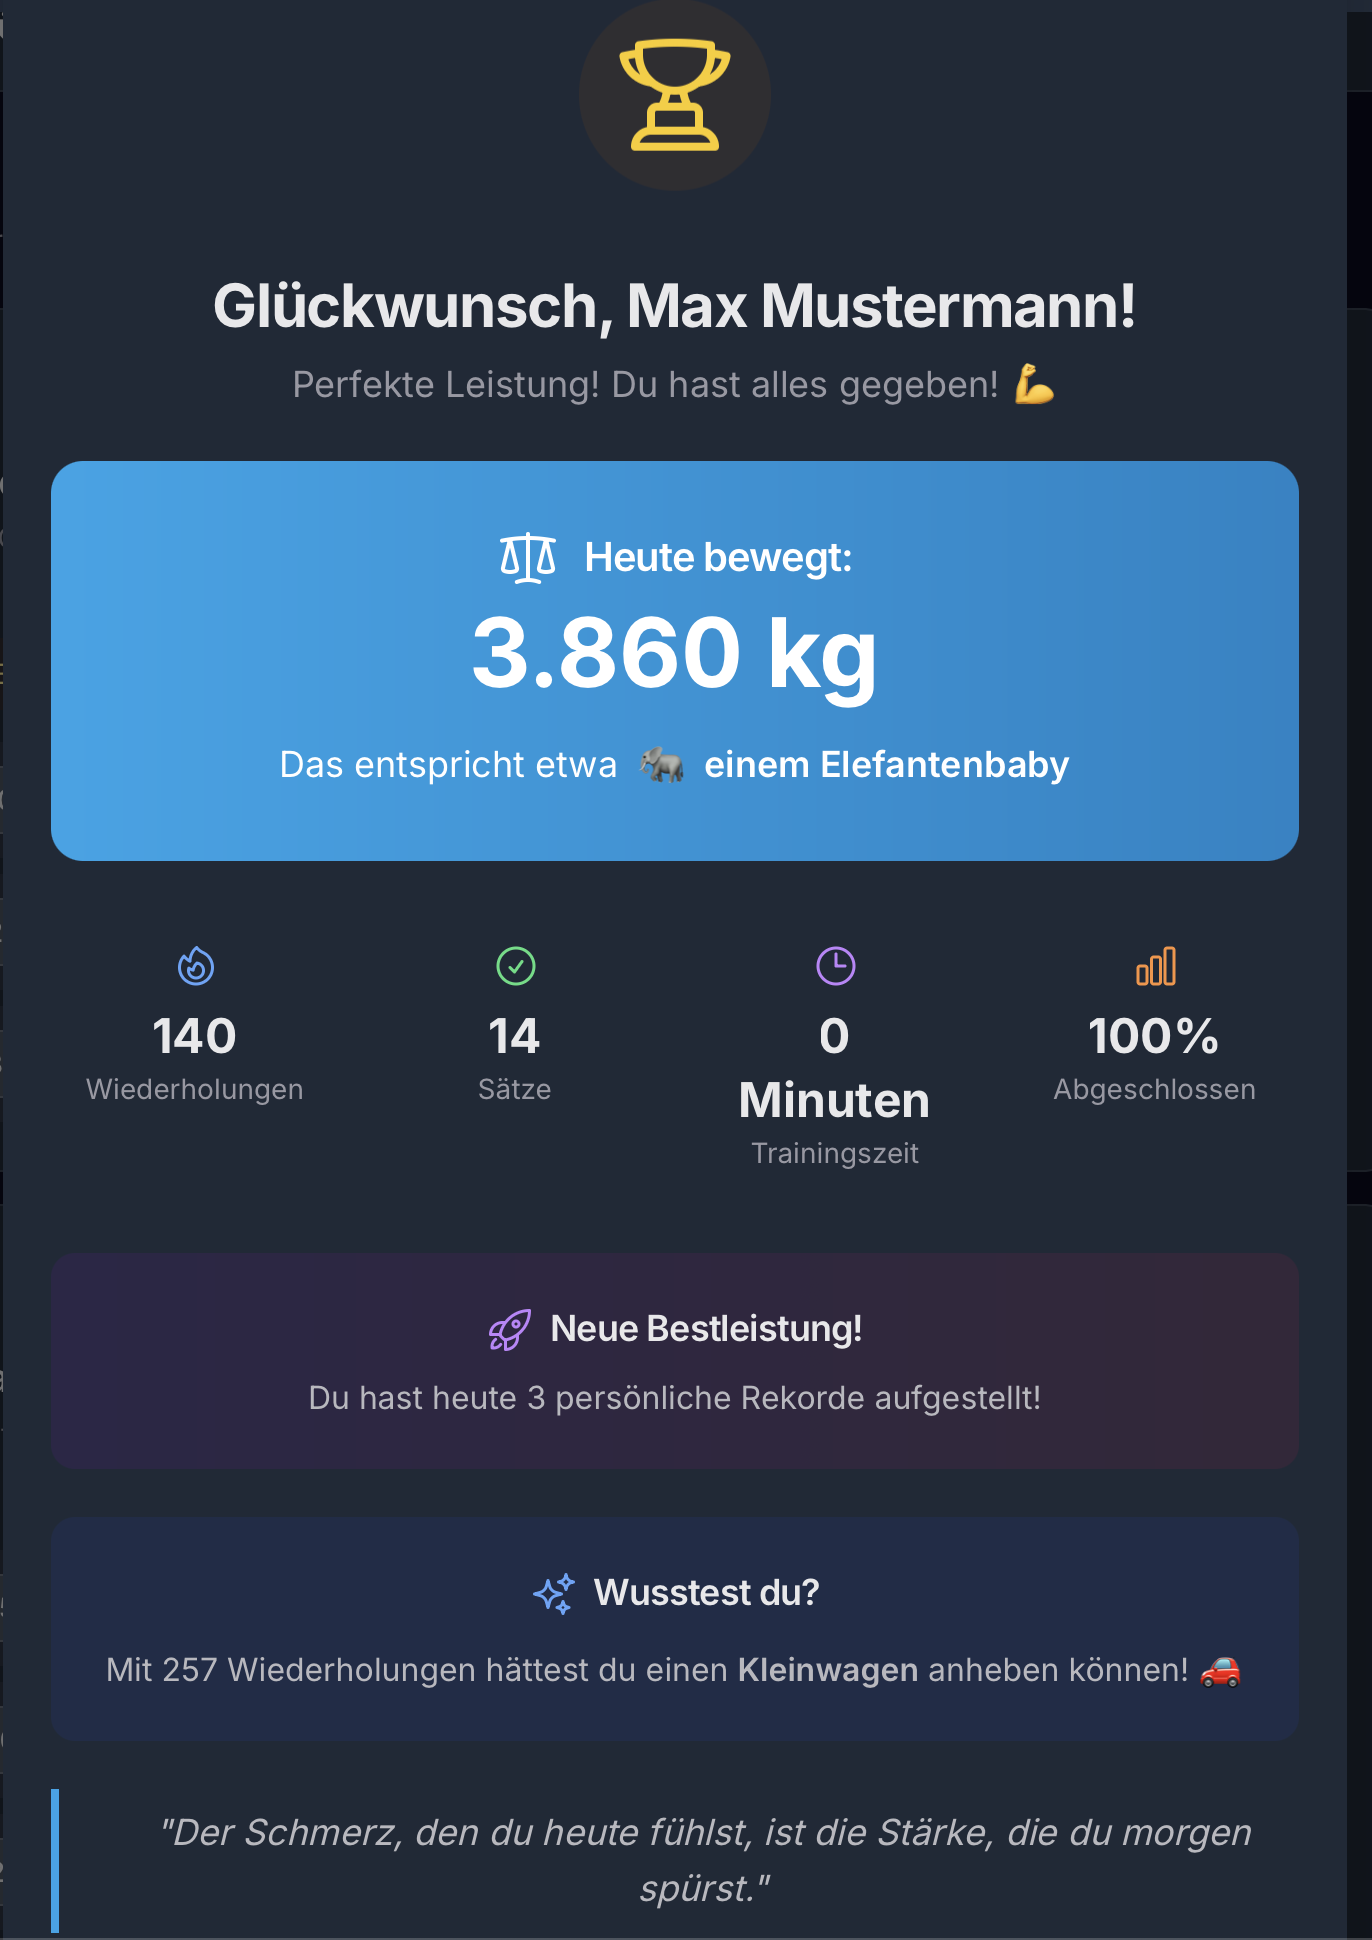 Glückwunsch, Max Mustermann!
Perfekte Leistung! Du hast alles gegeben! 💪
Heute bewegt:
3.860 kg
Das entspricht etwa 🐘 einem Elefantenbaby
140
Wiederholungen
14
Sätze
0
Minuten
Trainingszeit
100%
Abgeschlossen
Neue Bestleistung!
Du hast heute 3 persönliche Rekorde aufgestellt!
Wusstest du?
Mit 257 Wiederholungen hättest du einen Kleinwagen anheben können! 🚗
"Der Schmerz, den du heute fühlst, ist die Stärke, die du morgen
spürst."